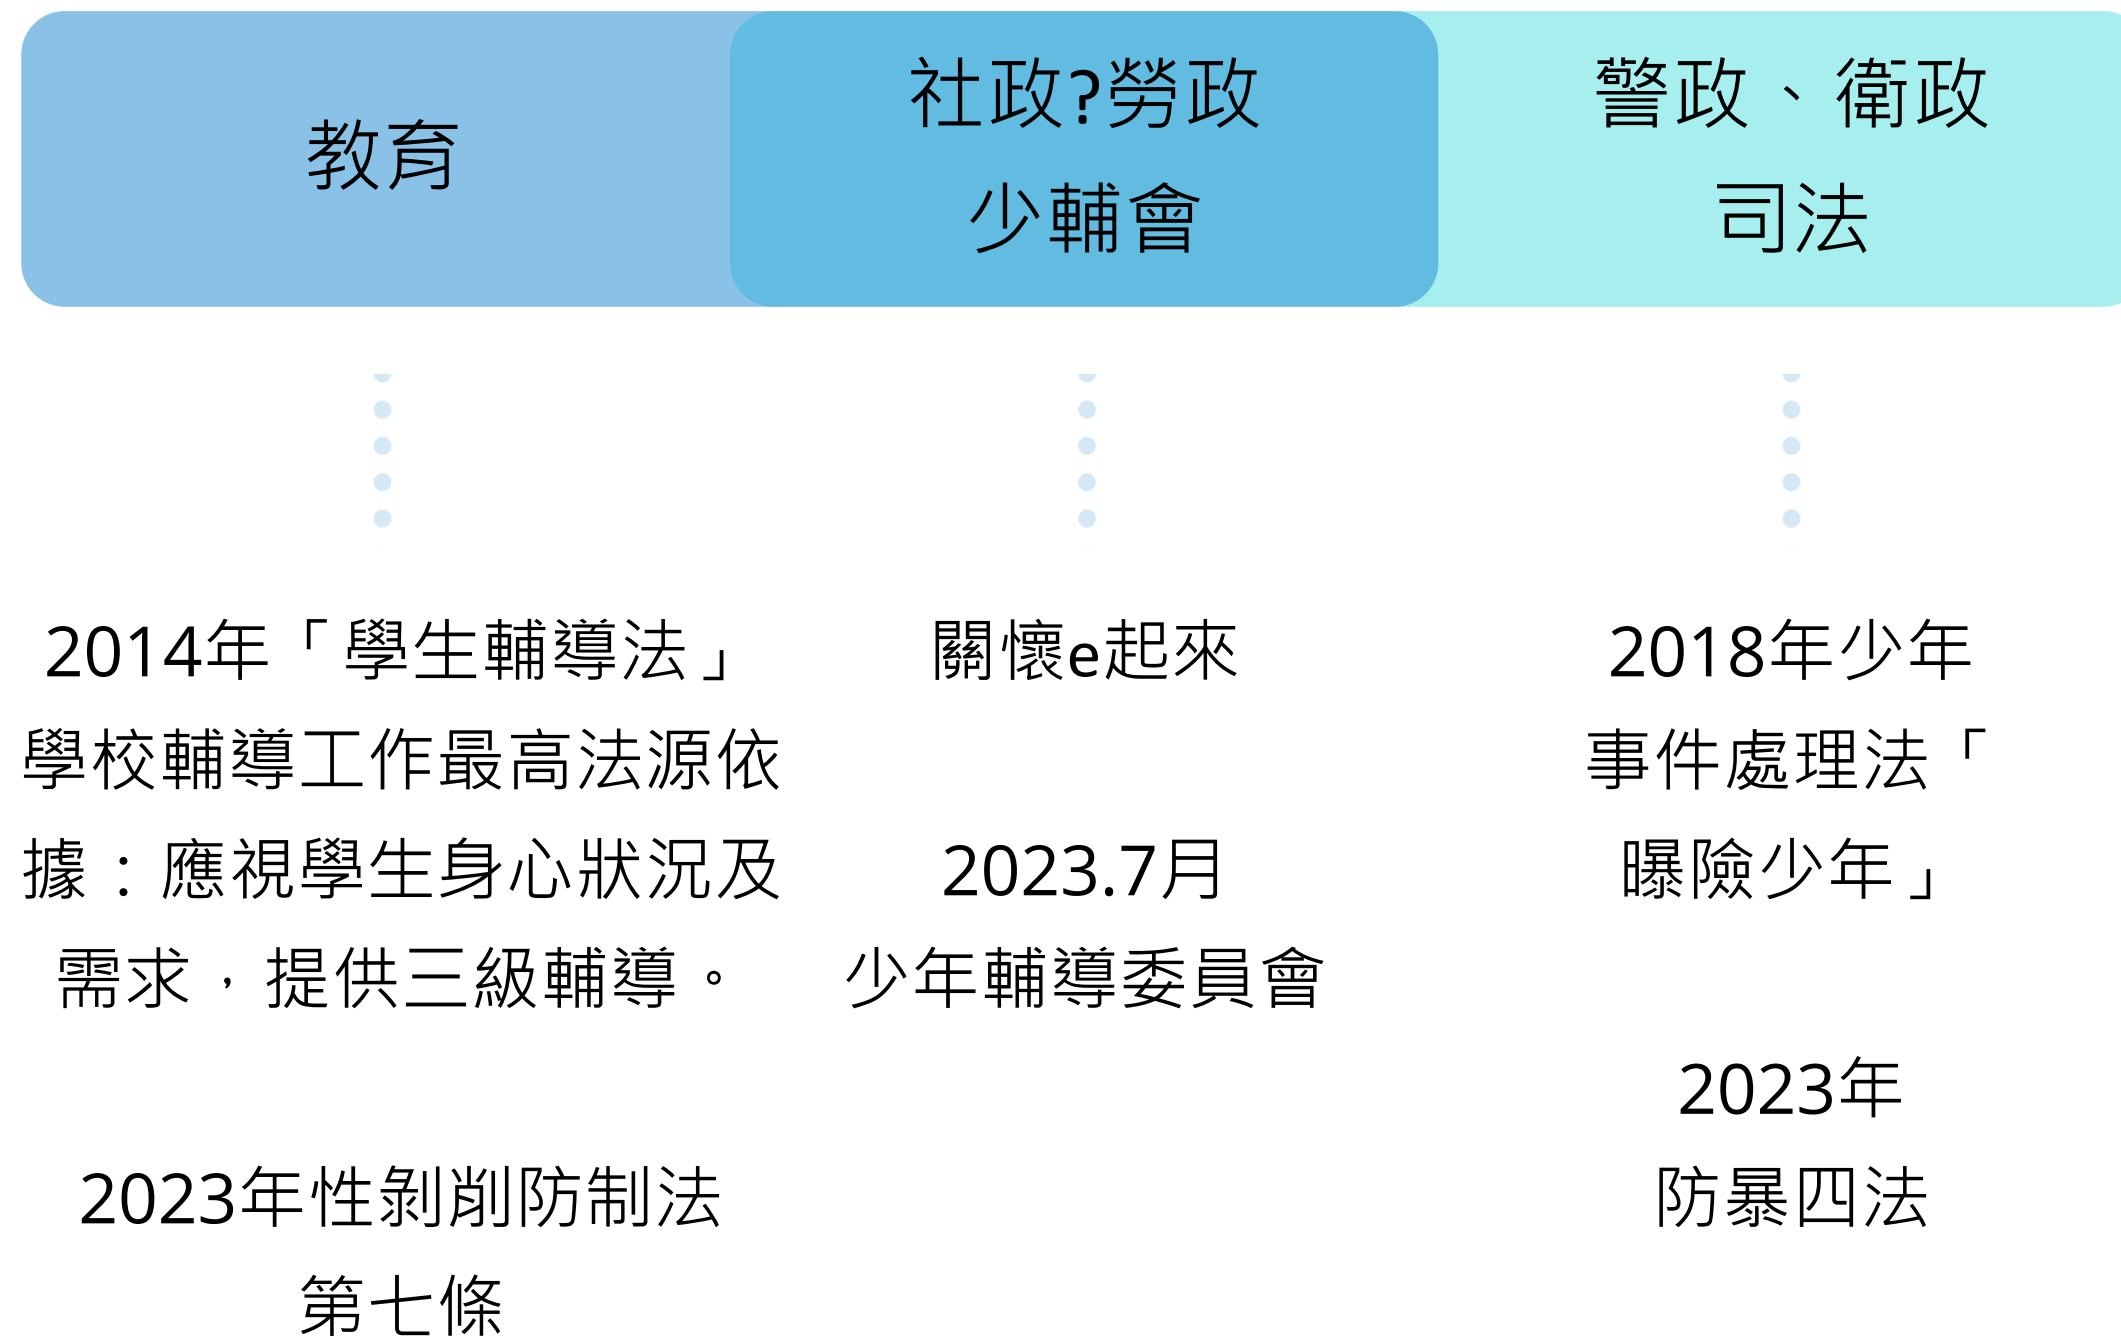 教育
社政?勞政
少輔會
警政、衛政
司法
2014年「學生輔導法」
學校輔導工作最高法源依
據：應視學生身心狀況及
需求，提供三級輔導。
2023年性剝削防制法
第七條
關懷e起來
2023.7月
少年輔導委員會
2018年少年
事件處理法「
曝險少年」
2023年
防暴四法